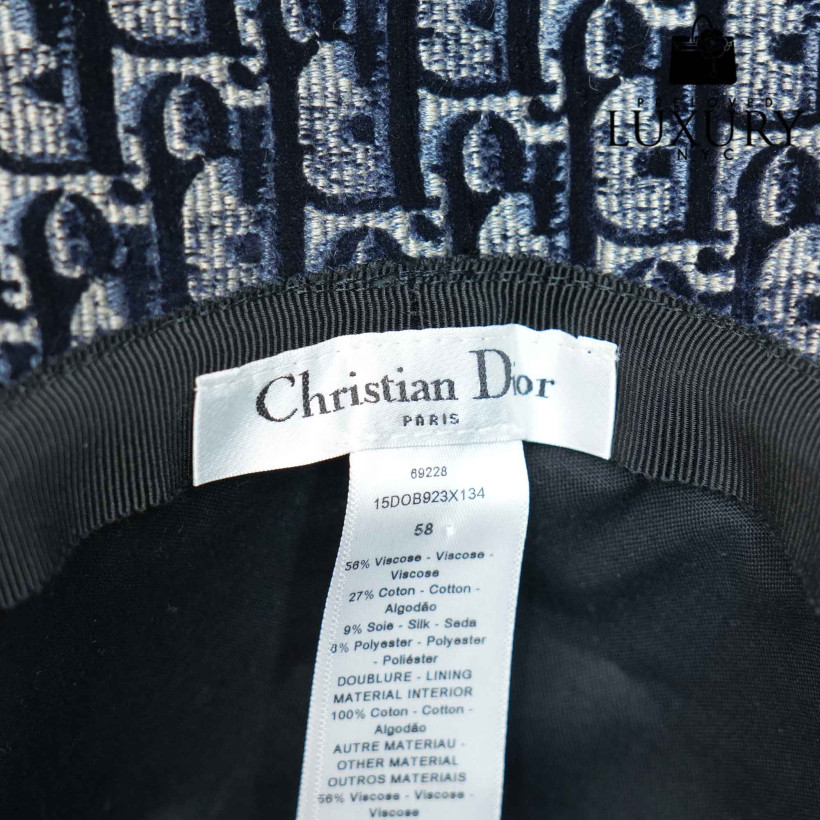 PRELOVED
LUXURY
NYC
Christian Dior
PARIS
69228
15DOB923X134
58
56% Viscose - Viscose -
Viscose
27% Coton - Cotton -
Algodão
9% Soie - Silk - Seda
8% Polyester - Polyester
- Poliéster
DOUBLURE - LINING
MATERIAL INTERIOR
100% Coton - Cotton -
Algodão
AUTRE MATERIAU -
OTHER MATERIAL
OUTROS MATERIAIS
56% Viscose - Viscose -
Viscose